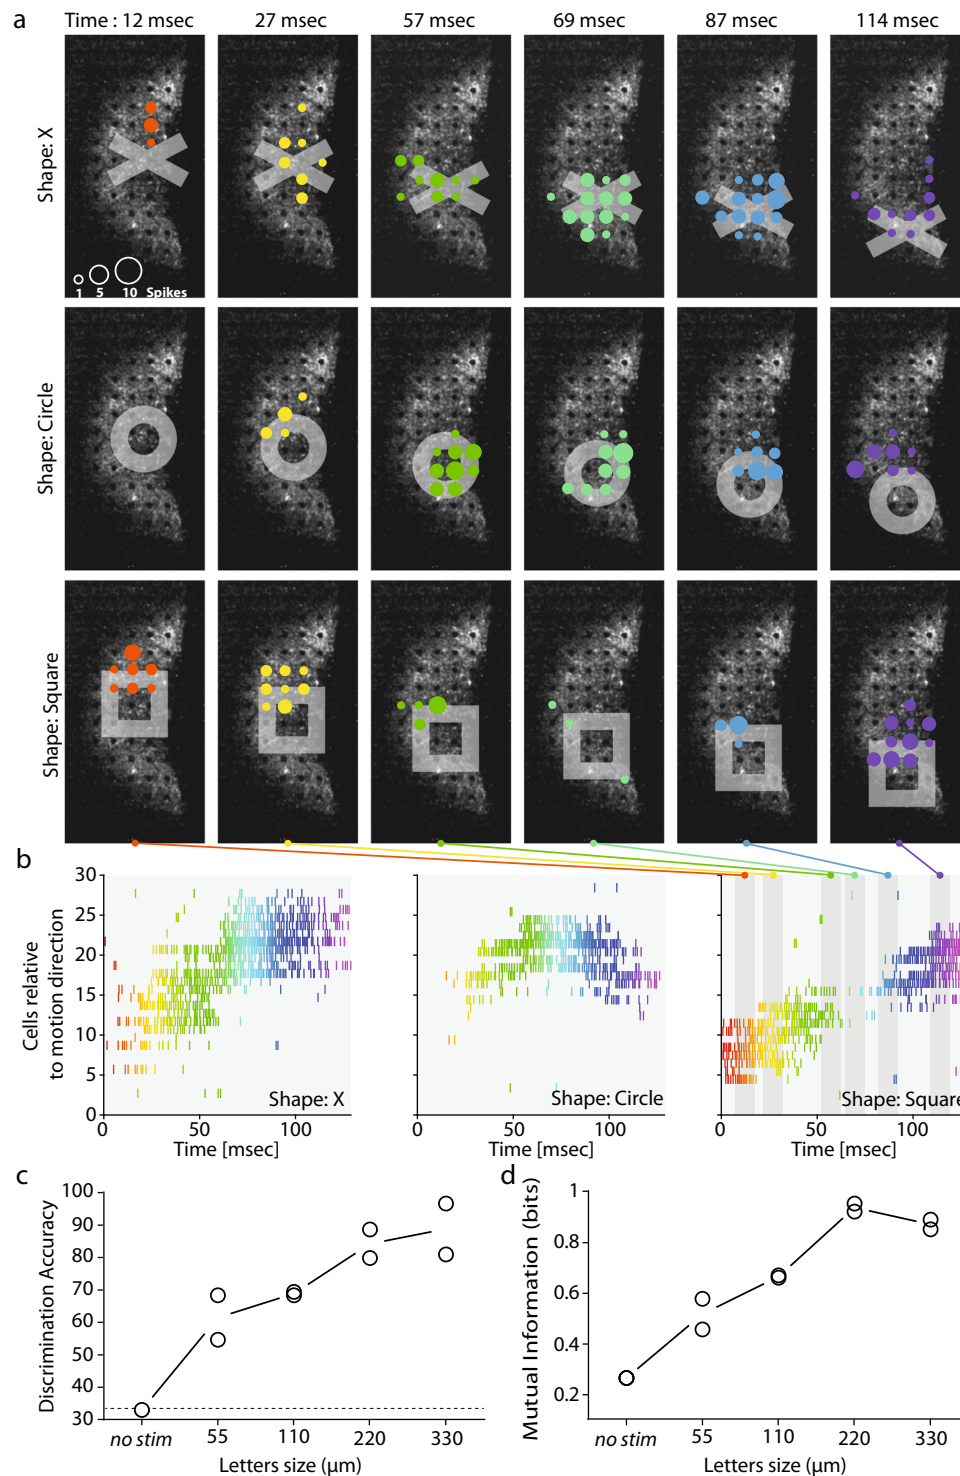 a
Time : 12 msec 27 msec 57 msec 69 msec 87 msec 114 msec
Shape: X
1 5 10 Spikes
Shape: Circle
Shape: Square
b
Cells relative
to motion direction
30
25
20
15
10
5
0
Shape: X
Shape: Circle
Shape: Square
0 50 100
0 50 100
0 50 100
Time [msec]
Time [msec]
Time [msec]
c
Discrimination Accuracy
100
90
80
70
60
50
40
30
no stim 55 110 220 330
Letters size (μm)
d
Mutual Information (bits)
1
0.8
0.6
0.4
0.2
no stim 55 110 220 330
Letters size (μm)